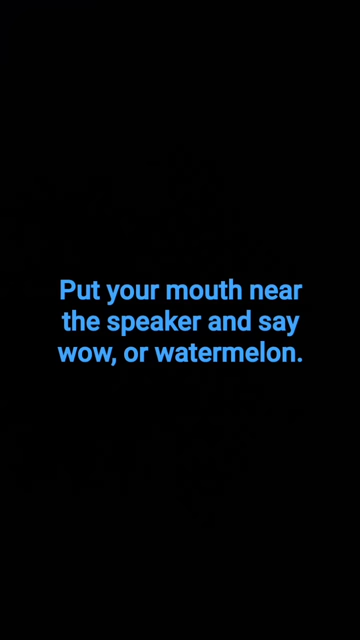 Put your mouth near
the speaker and say
wow, or watermelon.